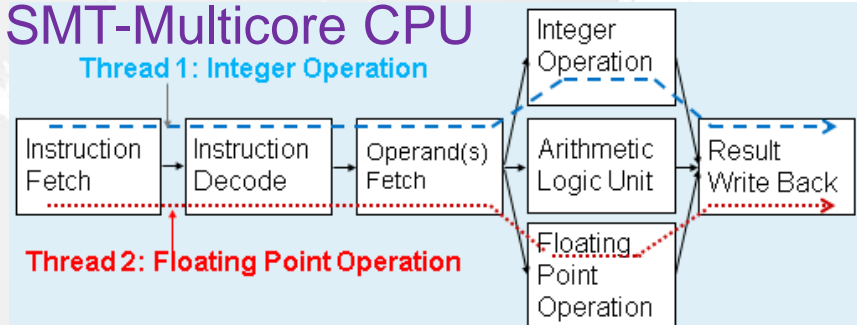 SMT-Multicore CPU
Thread 1: Integer Operation
Integer
Operation
Instruction
Fetch
Instruction
Decode
Operand(s)
Fetch
Arithmetic
Logic Unit
Result
Write Back
Thread 2: Floating Point Operation
Floating
Point
Operation